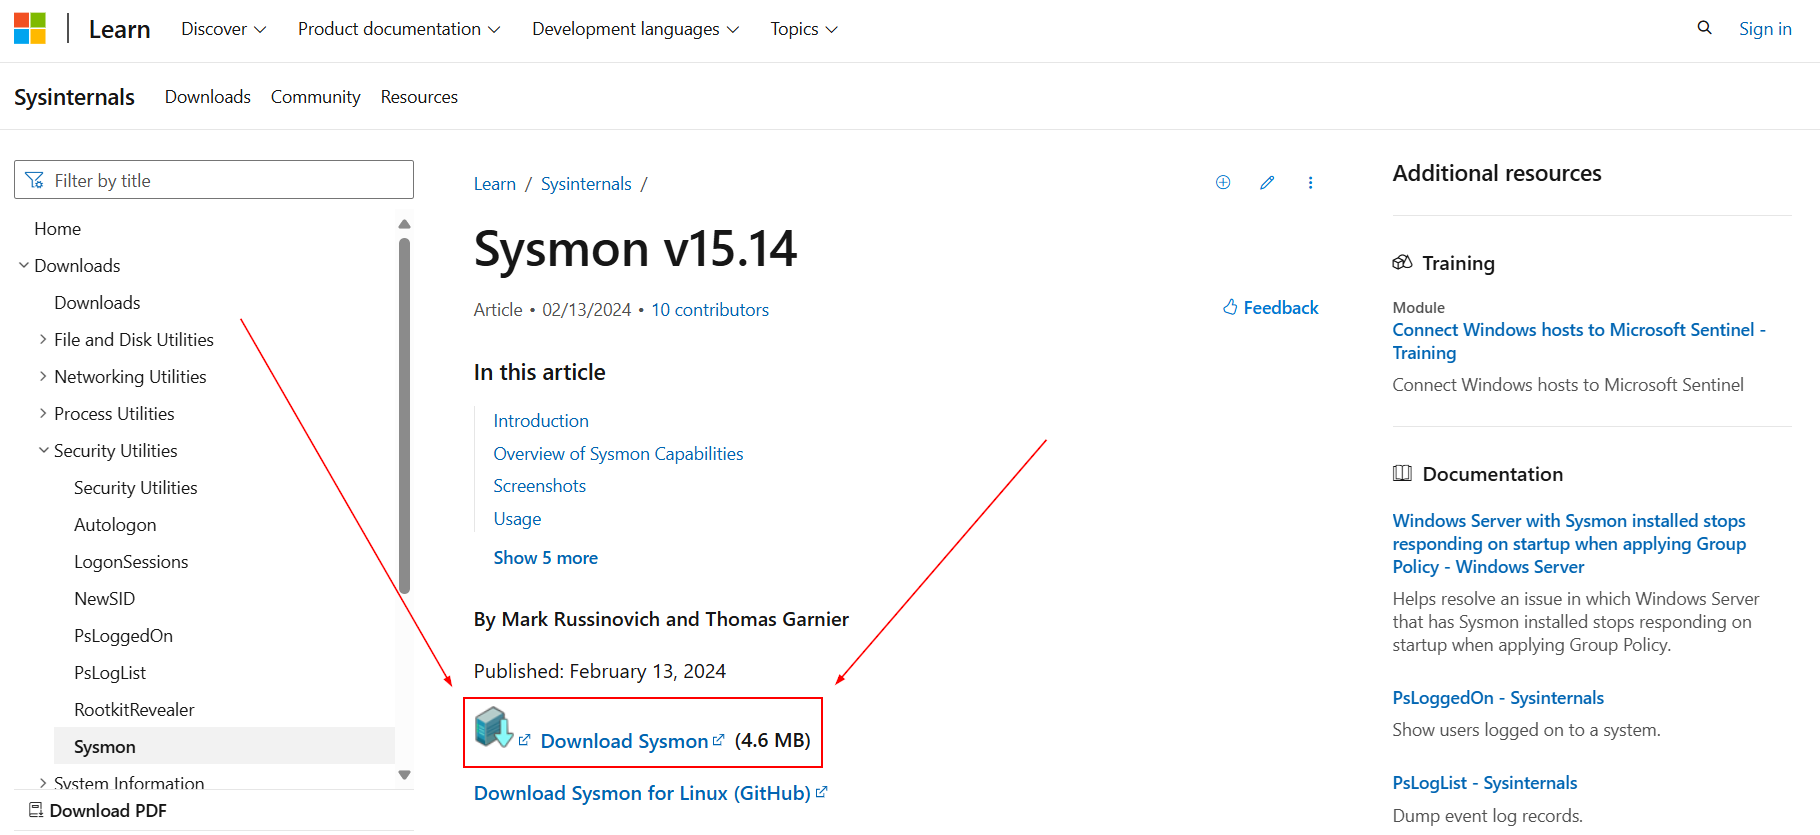 Learn Discover Product documentation Development languages Topics Sign in
Sysinternals Downloads Community Resources
Filter by title
Home
Downloads
Downloads
File and Disk Utilities
Networking Utilities
Process Utilities
Security Utilities
Security Utilities
Autologon
LogonSessions
NewSID
PsLoggedOn
PsLogList
RootkitRevealer
Sysmon
System Information
Download PDF
Learn / Sysinternals /
Sysmon v15.14
Article • 02/13/2024 • 10 contributors
Feedback
In this article
Introduction
Overview of Sysmon Capabilities
Screenshots
Usage
Show 5 more
By Mark Russinovich and Thomas Garnier
Published: February 13, 2024
Download Sysmon (4.6 MB)
Download Sysmon for Linux (GitHub)
Additional resources
Training
Module
Connect Windows hosts to Microsoft Sentinel -
Training
Connect Windows hosts to Microsoft Sentinel
Documentation
Windows Server with Sysmon installed stops
responding on startup when applying Group
Policy - Windows Server
Helps resolve an issue in which Windows Server
that has Sysmon installed stops responding on
startup when applying Group Policy.
PsLoggedOn - Sysinternals
Show users logged on to a system.
PsLogList - Sysinternals
Dump event log records.